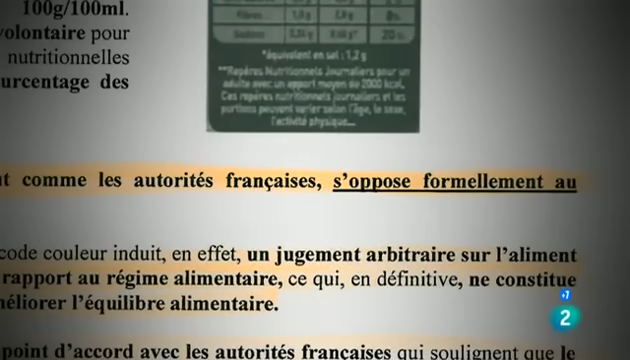 100g/100ml.
volontaire pour
nutritionnelles
urcentage des
*équivalent en sel : 1,2 g
**Repères Nutritionnels Journaliers pour un
adulte avec un apport moyen de 2000 kcal.
Ces repères nutritionnels journaliers et les
portions peuvent varier selon l'âge, le sexe,
l'activité physique...
t comme les autorités françaises, s'oppose formellement au
code couleur induit, en effet, un jugement arbitraire sur l'aliment
rapport au régime alimentaire, ce qui, en définitive, ne constitue
méliorer l'équilibre alimentaire.
point d'accord avec les autorités françaises qui soulignent que le
+7
2